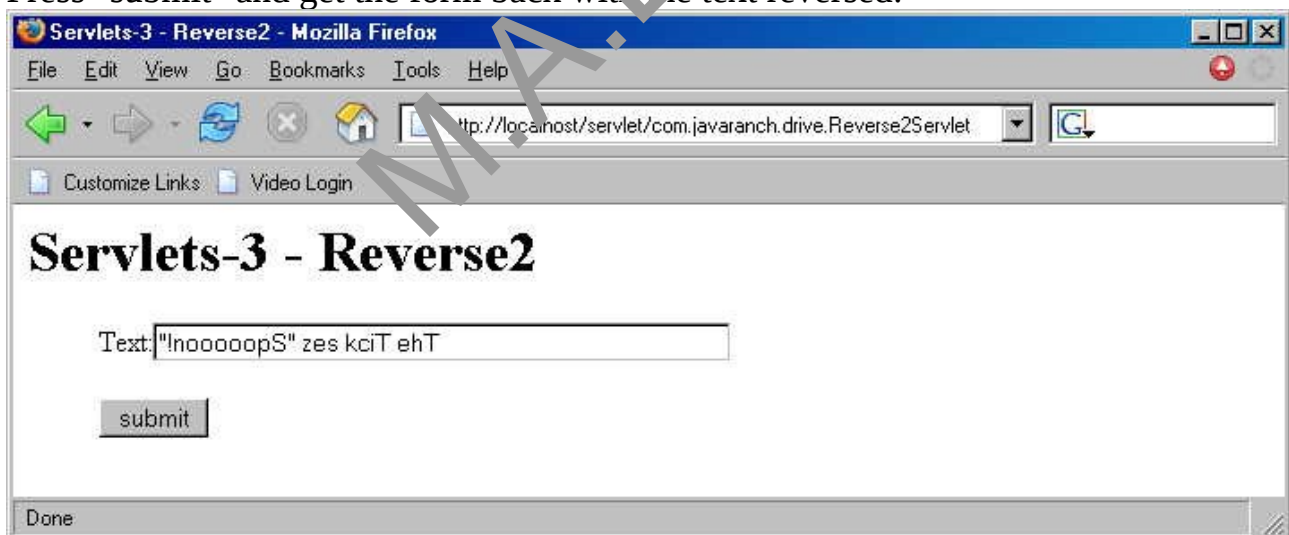 Press "submit" and get the form back with the text reversed.
Servlets-3 - Reverse2 - Mozilla Firefox
File Edit View Go Bookmarks Tools Help
ttp://localhost/servlet/com.javaranch.drive.Reverse2Servlet
G
Customize Links Video Login
Servlets-3 - Reverse2
Text: "!nooooopS" zes kciT ehT
submit
Done
M.A.